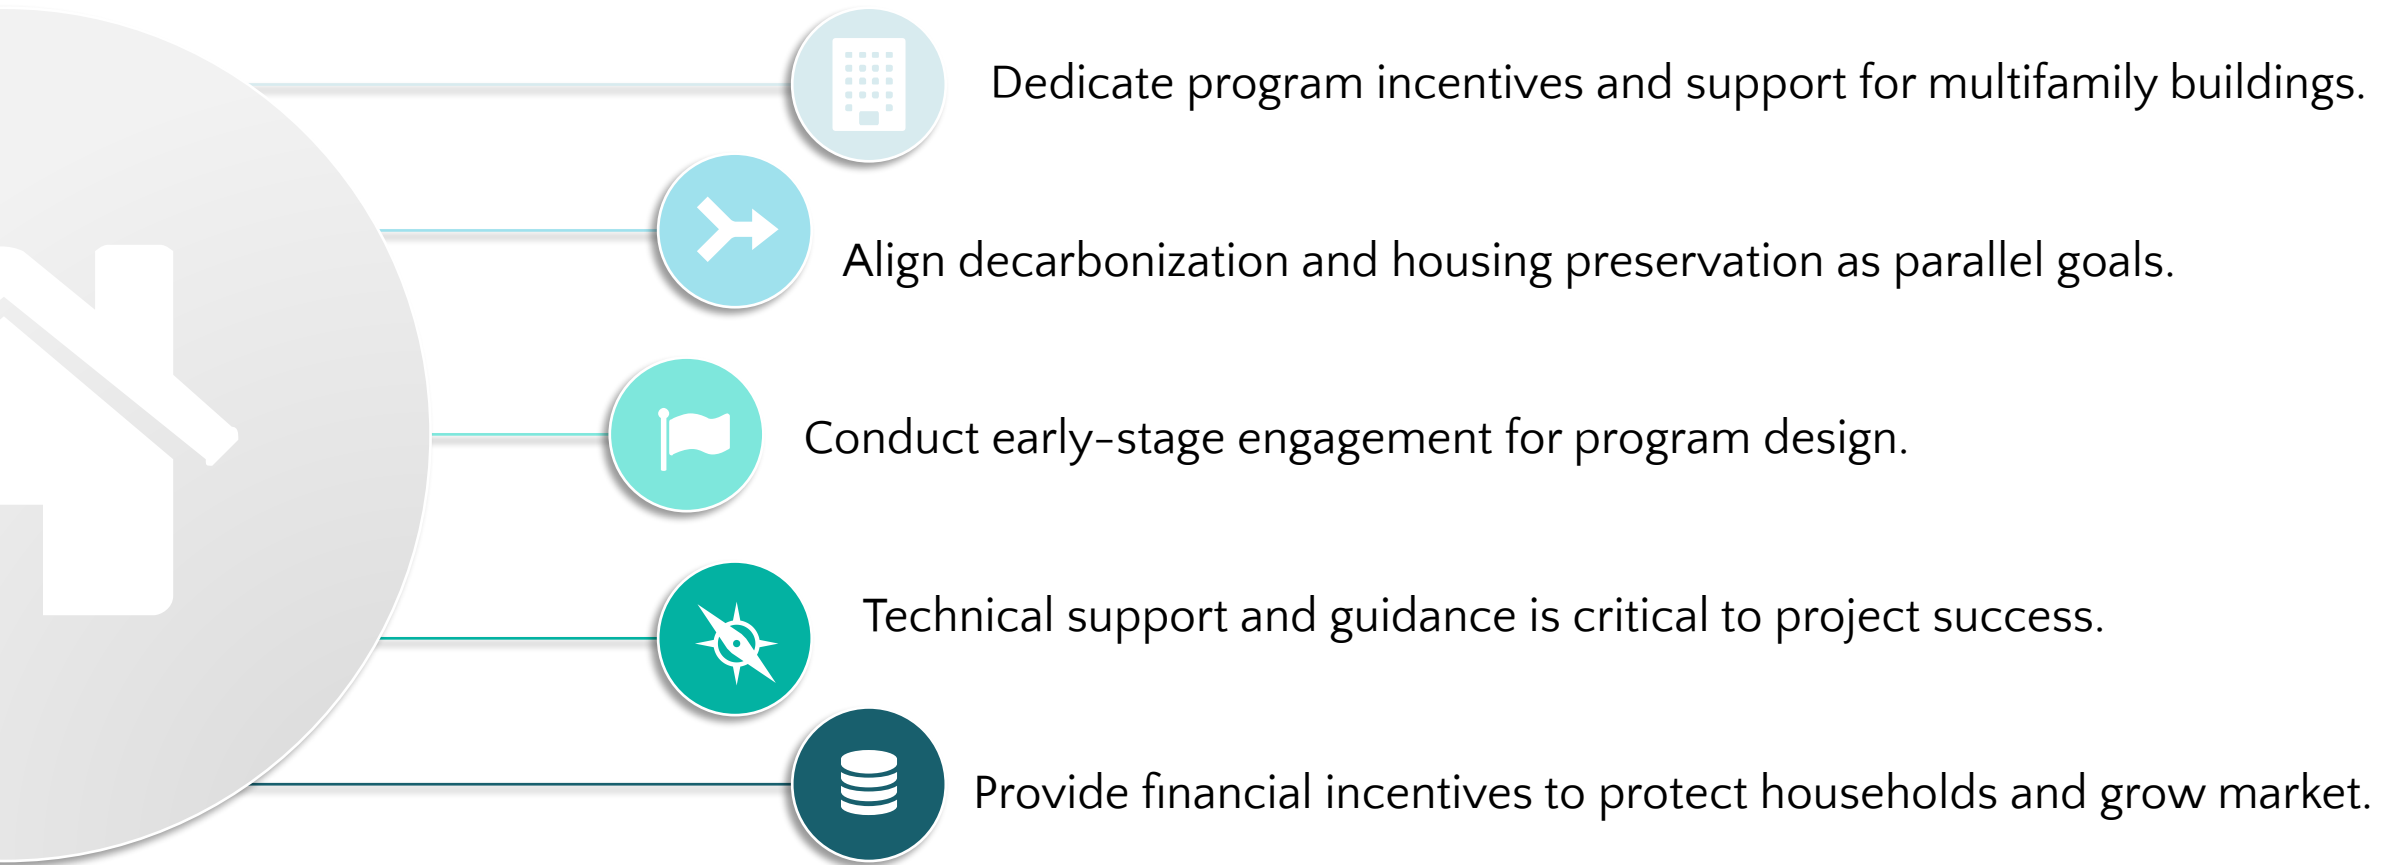 Dedicate program incentives and support for multifamily buildings.
Align decarbonization and housing preservation as parallel goals.
Conduct early-stage engagement for program design.
Technical support and guidance is critical to project success.
Provide financial incentives to protect households and grow market.